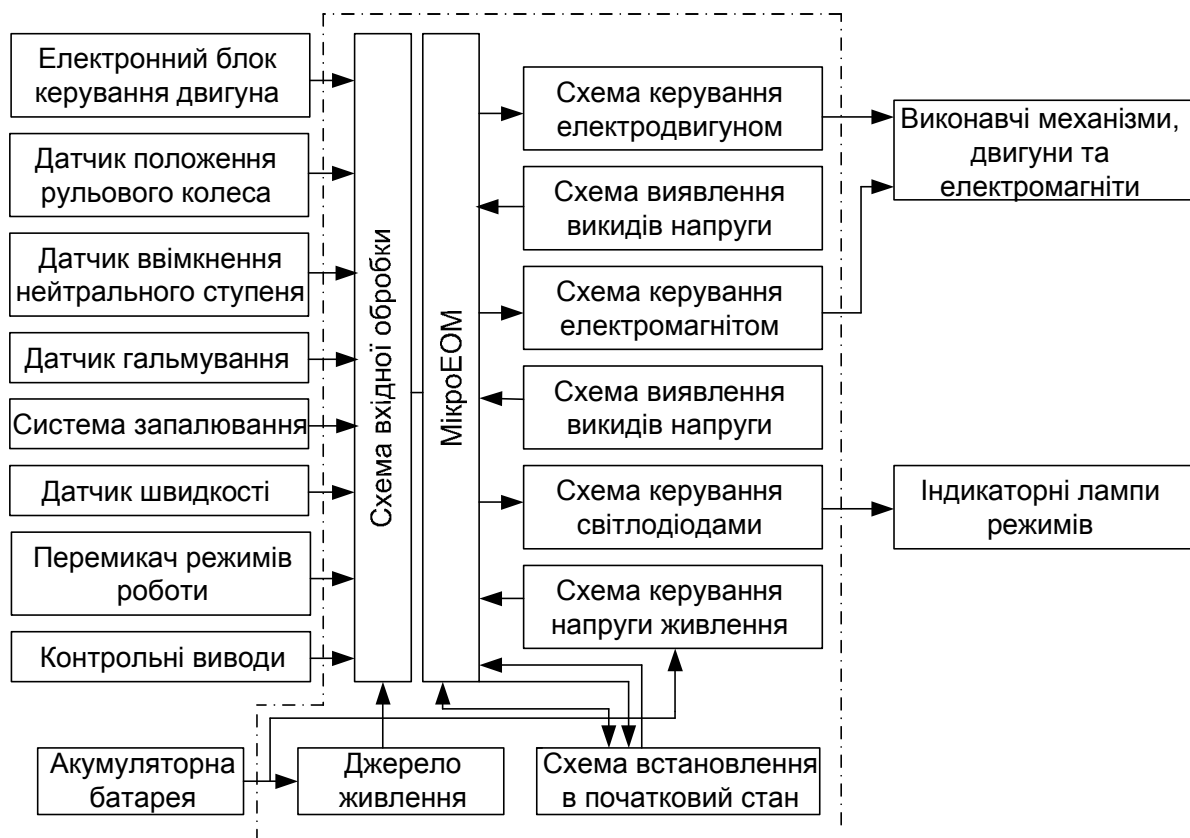 Електронний блок
керування двигуна
Датчик положення
рульового колеса
Датчик ввімкнення
нейтрального ступеня
Датчик гальмування
Система запалювання
Датчик швидкості
Перемикач режимів
роботи
Контрольні виводи
Акумуляторна
батарея
Джерело
живлення
Схема вхідної обробки
МікроЕОМ
Схема керування
електродвигуном
Схема виявлення
викидів напруги
Схема керування
електромагнітом
Схема виявлення
викидів напруги
Схема керування
світлодіодами
Схема керування
напруги живлення
Схема встановлення
в початковий стан
Виконавчі механізми,
двигуни та
електромагніти
Індикаторні лампи
режимів